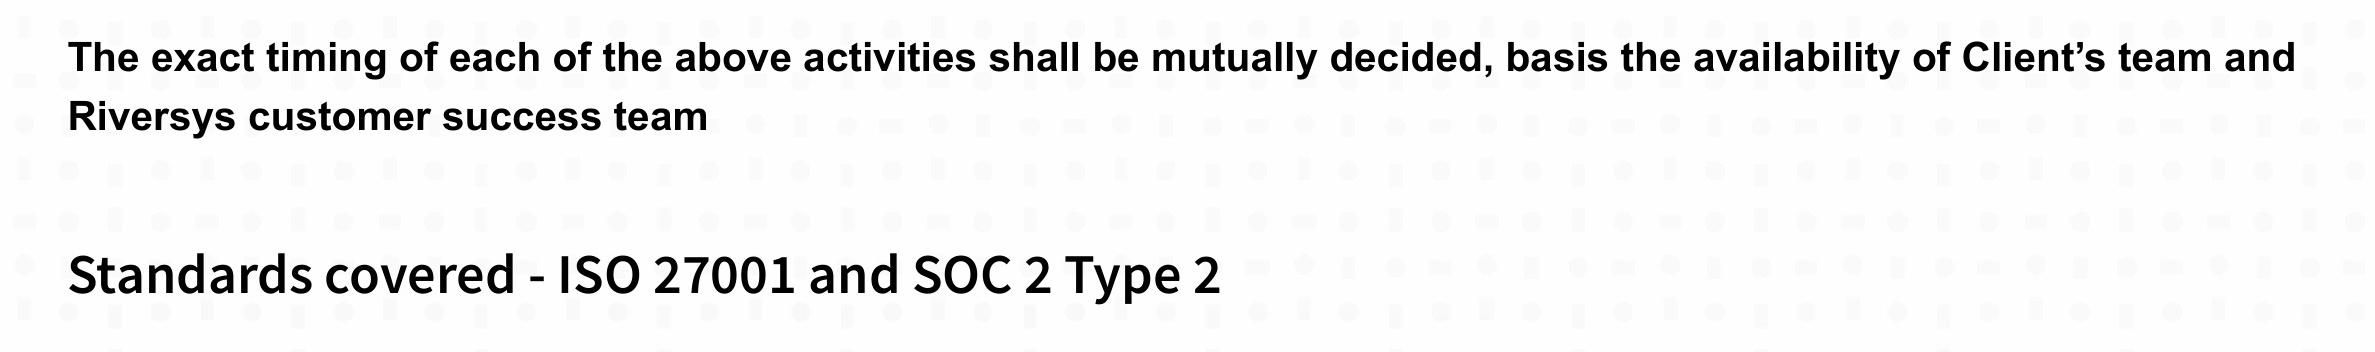 The exact timing of each of the above activities shall be mutually decided, basis the availability of Client’s team and
Riversys customer success team
Standards covered - ISO 27001 and SOC 2 Type 2